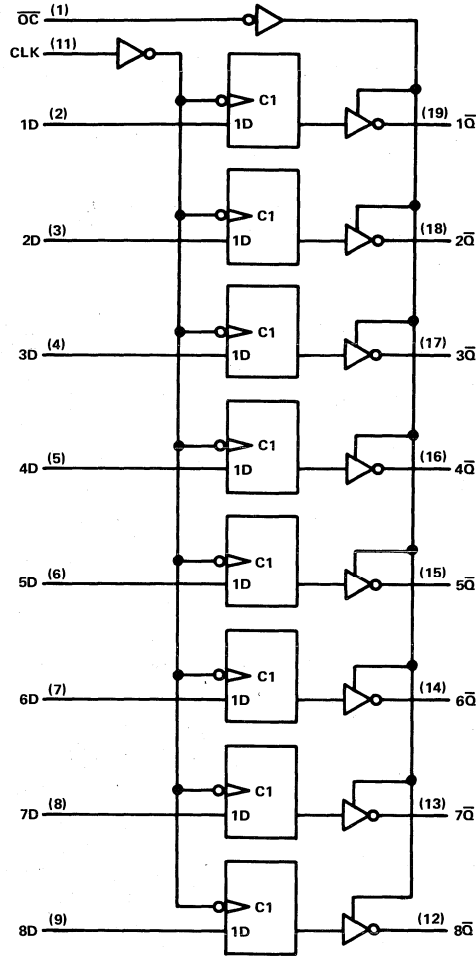 O̅C̅ (1)
CLK (11)
C1
1D (2) 1D (19) 1Q̅
C1
2D (3) 1D (18) 2Q̅
C1
3D (4) 1D (17) 3Q̅
C1
4D (5) 1D (16) 4Q̅
C1
5D (6) 1D (15) 5Q̅
C1
6D (7) 1D (14) 6Q̅
C1
7D (8) 1D (13) 7Q̅
C1
8D (9) 1D (12) 8Q̅